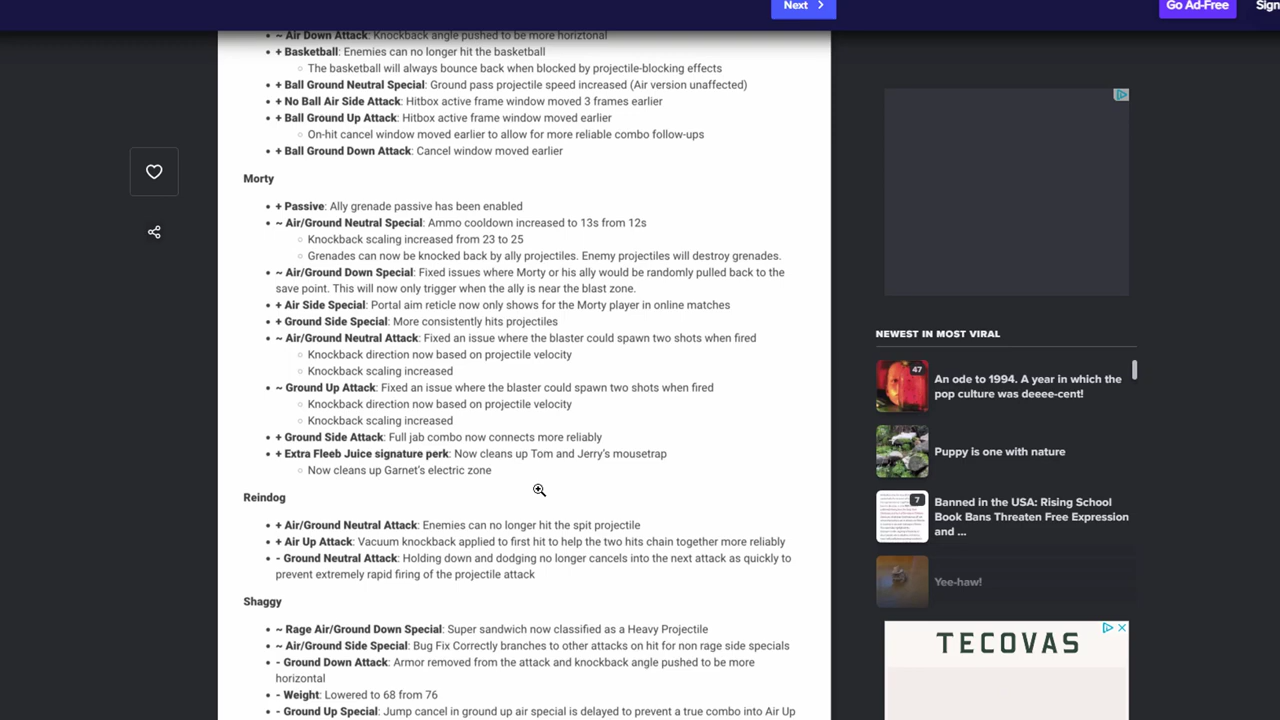 Next
Go Ad-Free
Sign
~ Air Down Attack: Knockback angle pushed to be more horiztonal
+ Basketball: Enemies can no longer hit the basketball
The basketball will always bounce back when blocked by projectile-blocking effects
+ Ball Ground Neutral Special: Ground pass projectile speed increased (Air version unaffected)
+ No Ball Air Side Attack: Hitbox active frame window moved 3 frames earlier
+ Ball Ground Up Attack: Hitbox active frame window moved earlier
On-hit cancel window moved earlier to allow for more reliable combo follow-ups
+ Ball Ground Down Attack: Cancel window moved earlier
Morty
+ Passive: Ally grenade passive has been enabled
~ Air/Ground Neutral Special: Ammo cooldown increased to 13s from 12s
Knockback scaling increased from 23 to 25
Grenades can now be knocked back by ally projectiles. Enemy projectiles will destroy grenades.
~ Air/Ground Down Special: Fixed issues where Morty or his ally would be randomly pulled back to the
save point. This will now only trigger when the ally is near the blast zone.
+ Air Side Special: Portal aim reticle now only shows for the Morty player in online matches
+ Ground Side Special: More consistently hits projectiles
~ Air/Ground Neutral Attack: Fixed an issue where the blaster could spawn two shots when fired
Knockback direction now based on projectile velocity
Knockback scaling increased
~ Ground Up Attack: Fixed an issue where the blaster could spawn two shots when fired
Knockback direction now based on projectile velocity
Knockback scaling increased
+ Ground Side Attack: Full jab combo now connects more reliably
+ Extra Fleeb Juice signature perk: Now cleans up Tom and Jerry's mousetrap
Now cleans up Garnet's electric zone
Reindog
+ Air/Ground Neutral Attack: Enemies can no longer hit the spit projectile
+ Air Up Attack: Vacuum knockback applied to first hit to help the two hits chain together more reliably
- Ground Neutral Attack: Holding down and dodging no longer cancels into the next attack as quickly to
prevent extremely rapid firing of the projectile attack
Shaggy
~ Rage Air/Ground Down Special: Super sandwich now classified as a Heavy Projectile
~ Air/Ground Side Special: Bug Fix Correctly branches to other attacks on hit for non rage side specials
- Ground Down Attack: Armor removed from the attack and knockback angle pushed to be more
horizontal
- Weight: Lowered to 68 from 76
- Ground Up Special: Jump cancel in ground up air special is delayed to prevent a true combo into Air Up
NEWEST IN MOST VIRAL
47
An ode to 1994. A year in which the
pop culture was deeee-cent!
Puppy is one with nature
7
Banned in the USA: Rising School
Book Bans Threaten Free Expression
and ...
Yee-haw!
TECOVAS